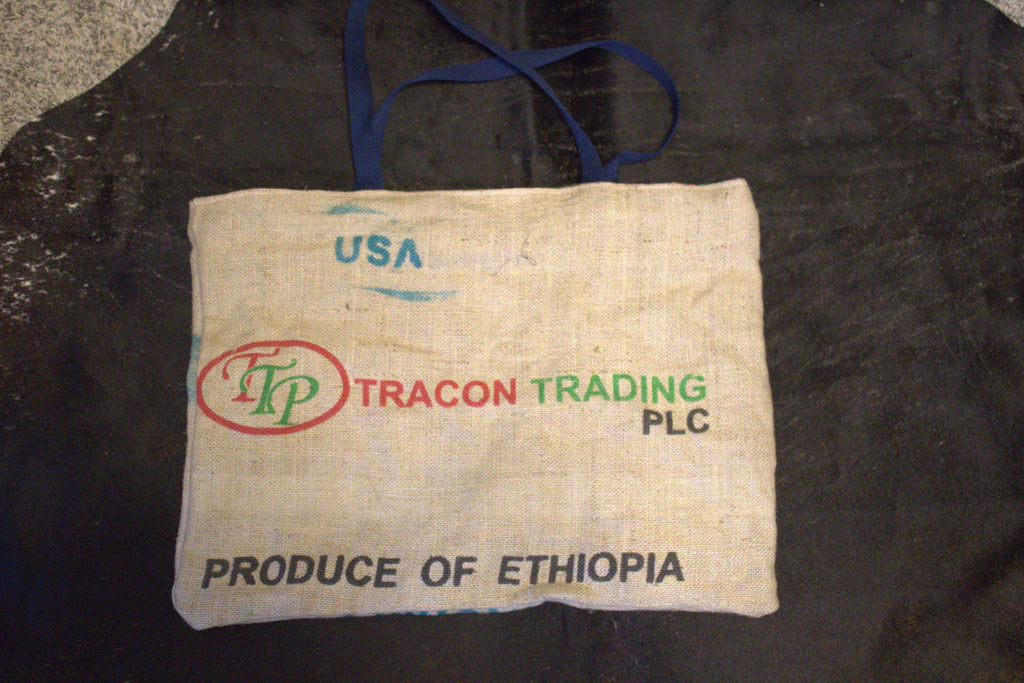 USA
TTP TRACON TRADING
PLC
PRODUCE OF ETHIOPIA